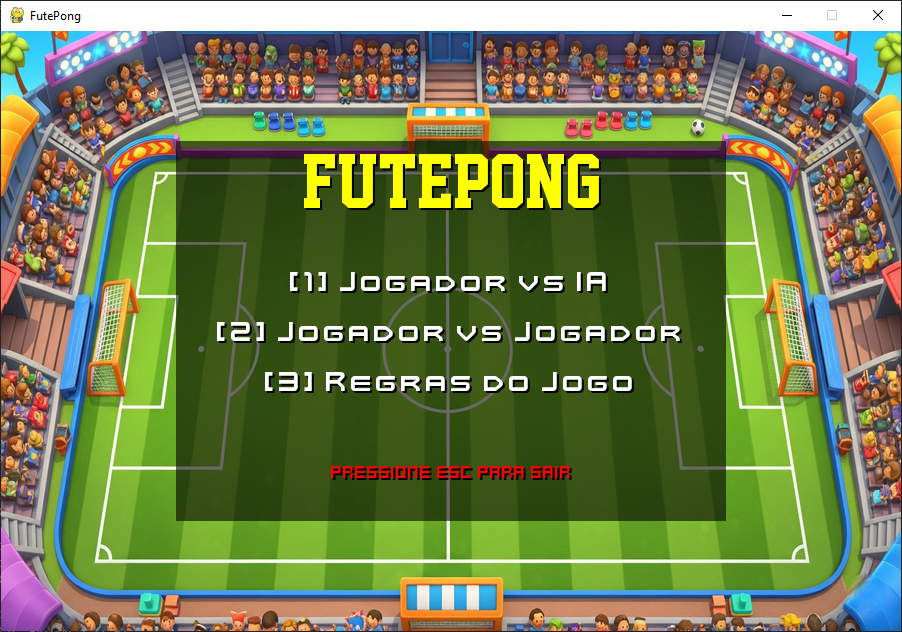 FutePong
FUTEPONG
[1] Jogador vs IA
[2] Jogador vs Jogador
[3] Regras do Jogo
PRESSIONE ESC PARA SAIR